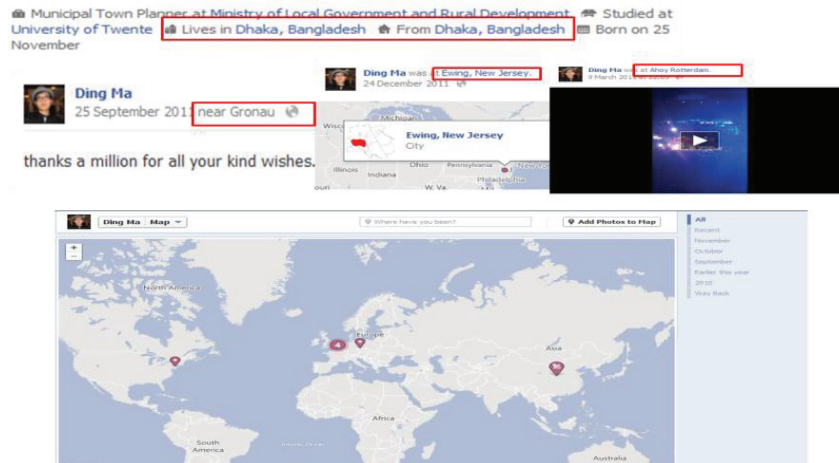 Municipal Town Planner at Ministry of Local Government and Rural Development Studied at
University of Twente Lives in Dhaka, Bangladesh From Dhaka, Bangladesh Born on 25
November
Ding Ma
25 September 2011 near Gronau
thanks a million for all your kind wishes.
Ding Ma was at Ewing, New Jersey.
24 December 2011
Michigan
Ewing, New Jersey
City
Illinois
Indiana
Ohio
Pennsylvania
New York
Philadelphia
W. Va.
Ding Ma was at Ahoy Rotterdam.
9 March
Ding Ma Map
Where have you been?
Add Photos to Map
+
-
North America
4
Europe
Asia
Africa
South
America
Australia
All
Recent
November
October
September
Earlier this year
2010
Way Back